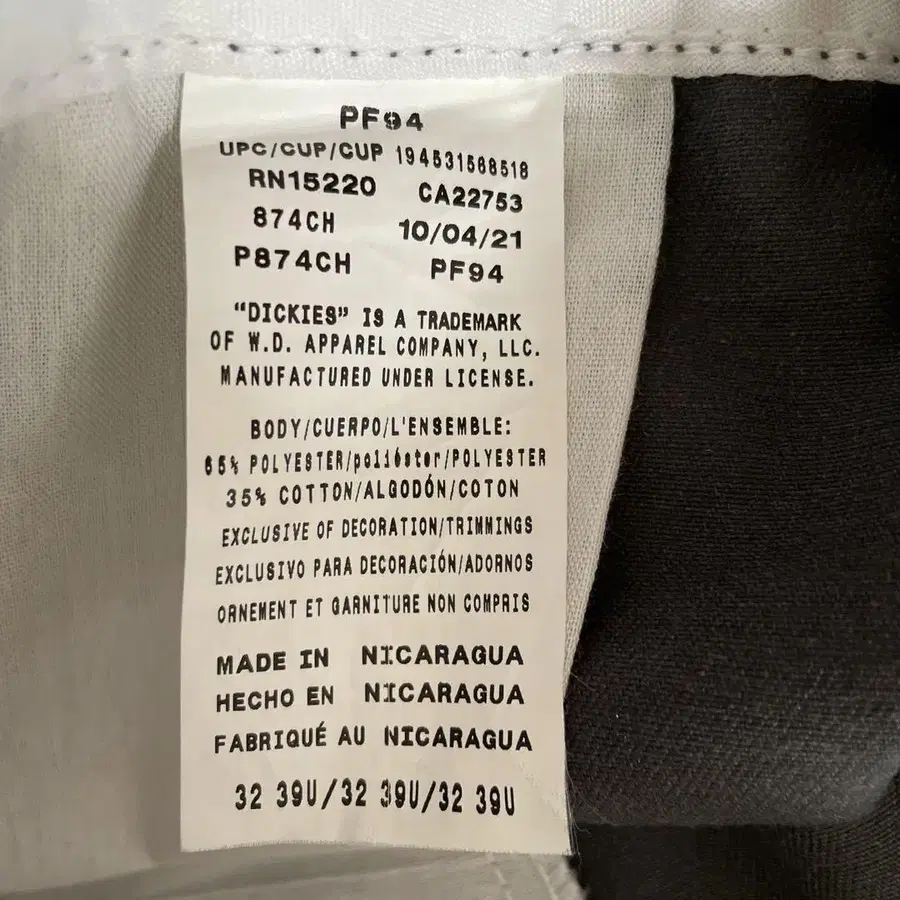 PF94
UPC/CUP/CUP 194531568518
RN15220 CA22753
874CH 10/04/21
P874CH PF94
"DICKIES" IS A TRADEMARK
OF W.D. APPAREL COMPANY, LLC.
MANUFACTURED UNDER LICENSE.
BODY/CUERPO/L'ENSEMBLE:
65% POLYESTER/poliéster/POLYESTER
35% COTTON/ALGODÓN/COTON
EXCLUSIVE OF DECORATION/TRIMMINGS
EXCLUSIVO PARA DECORACIÓN/ADORNOS
ORNEMENT ET GARNITURE NON COMPRIS
MADE IN NICARAGUA
HECHO EN NICARAGUA
FABRIQUÉ AU NICARAGUA
32 39U/32 39U/32 39U